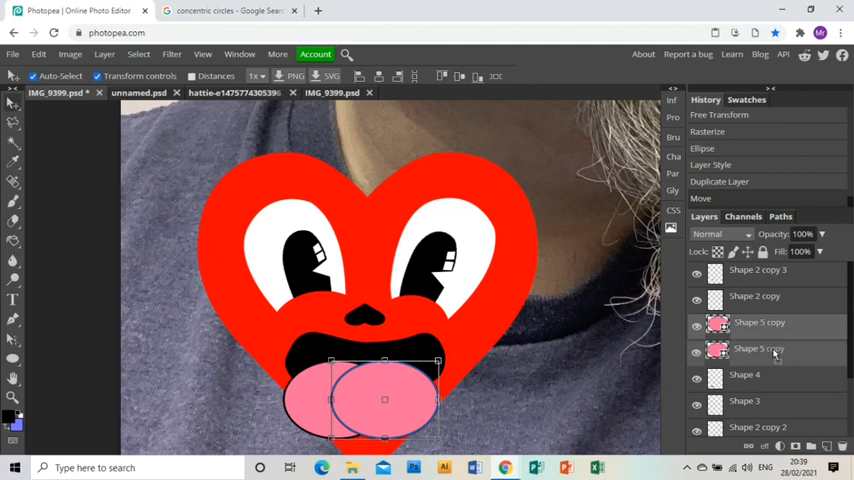 Photopea | Online Photo Editor
concentric circles - Google Sear
photopea.com
Mr
File Edit Image Layer Select Filter View Window More Account
About Report a bug Learn Blog API
Auto-Select Transform controls Distances 1x PNG SVG
IMG_9399.psd * unnamed.psd hattie-e147577430539 IMG_9399.psd
Inf
Pro
Bru
Cha
Par
Gly
CSS
History Swatches
Free Transform
Rasterize
Ellipse
Layer Style
Duplicate Layer
Move
Layers Channels Paths
Normal Opacity: 100%
Lock: Fill: 100%
Shape 2 copy 3
Shape 2 copy
Shape 5 copy
Shape 5 copy
Shape 4
Shape 3
Shape 2 copy 2
eff
T
Type here to search
ENG
20:39
28/02/2021